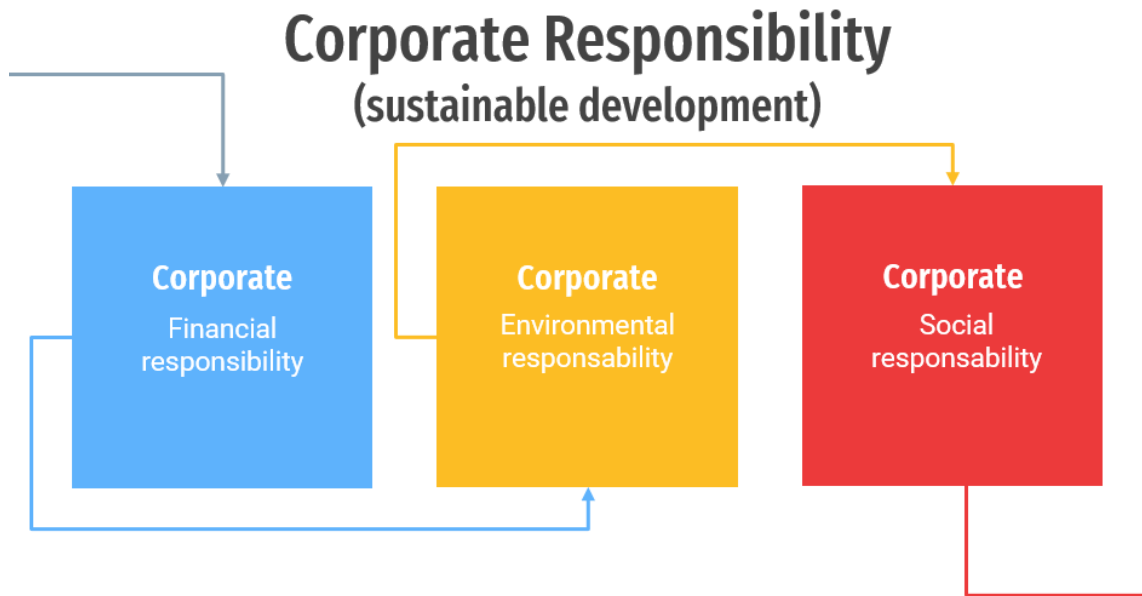 Corporate Responsibility
(sustainable development)
Corporate
Financial
responsibility
Corporate
Environmental
responsability
Corporate
Social
responsability